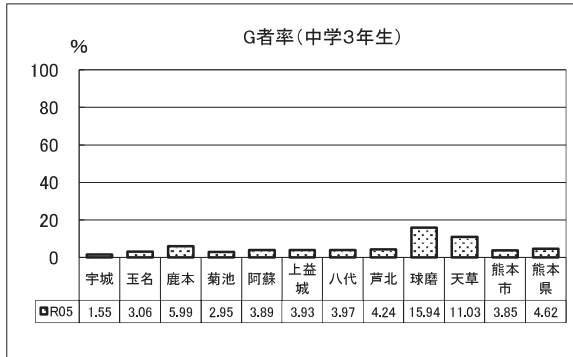 G者率(中学3年生)
%
100
80
60
40
20
0
宇城 玉名 鹿本 菊池 阿蘇 上益城 八代 芦北 球磨 天草 熊本市 熊本県
R05 1.55 3.06 5.99 2.95 3.89 3.93 3.97 4.24 15.94 11.03 3.85 4.62